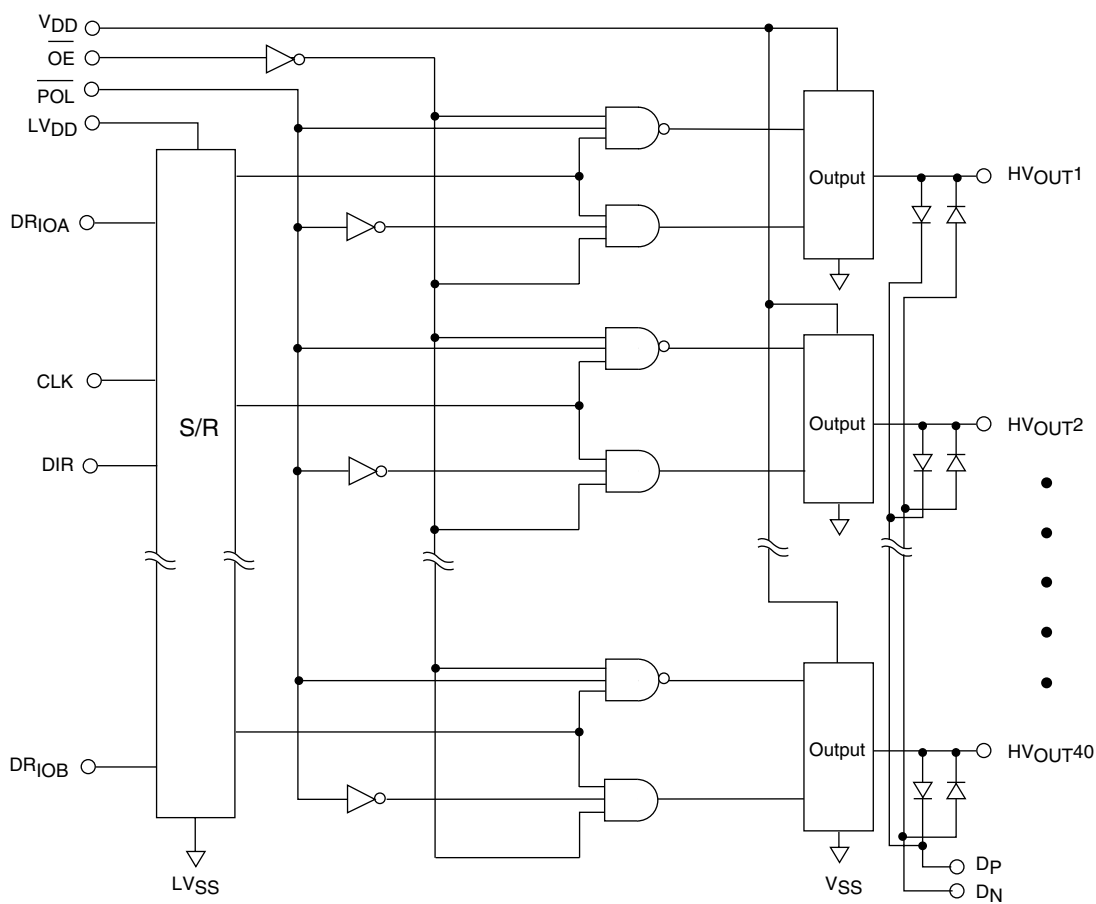 VDD
OE
POL
LVDD
DRIOA
CLK
DIR
DRIOB
S/R
LVSS
Output
HVOUT1
Output
HVOUT2
Output
HVOUT40
VSS
DP
DN